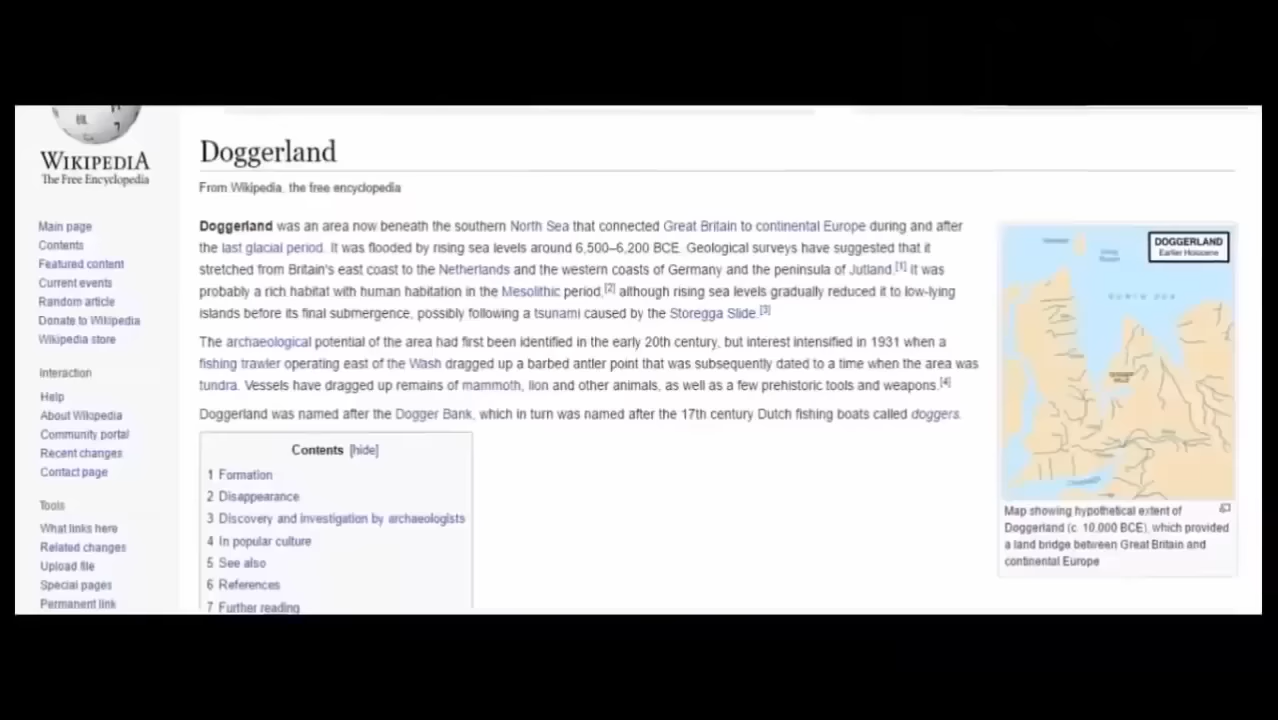 WIKIPEDIA
The Free Encyclopedia
Main page
Contents
Featured content
Current events
Random article
Donate to Wikipedia
Wikipedia store
Interaction
Help
About Wikipedia
Community portal
Recent changes
Contact page
Tools
What links here
Related changes
Upload file
Special pages
Permanent link
Doggerland
From Wikipedia, the free encyclopedia
Doggerland was an area now beneath the southern North Sea that connected Great Britain to continental Europe during and after
the last glacial period. It was flooded by rising sea levels around 6,500–6,200 BCE. Geological surveys have suggested that it
stretched from Britain's east coast to the Netherlands and the western coasts of Germany and the peninsula of Jutland.[1] It was
probably a rich habitat with human habitation in the Mesolithic period,[2] although rising sea levels gradually reduced it to low-lying
islands before its final submergence, possibly following a tsunami caused by the Storegga Slide.[3]
The archaeological potential of the area had first been identified in the early 20th century, but interest intensified in 1931 when a
fishing trawler operating east of the Wash dragged up a barbed antler point that was subsequently dated to a time when the area was
tundra. Vessels have dragged up remains of mammoth, lion and other animals, as well as a few prehistoric tools and weapons.[4]
Doggerland was named after the Dogger Bank, which in turn was named after the 17th century Dutch fishing boats called doggers.
Contents [hide]
1 Formation
2 Disappearance
3 Discovery and investigation by archaeologists
4 In popular culture
5 See also
6 References
7 Further reading
DOGGERLAND
Earlier Holocene
NORTH SEA
Map showing hypothetical extent of
Doggerland (c. 10,000 BCE), which provided
a land bridge between Great Britain and
continental Europe